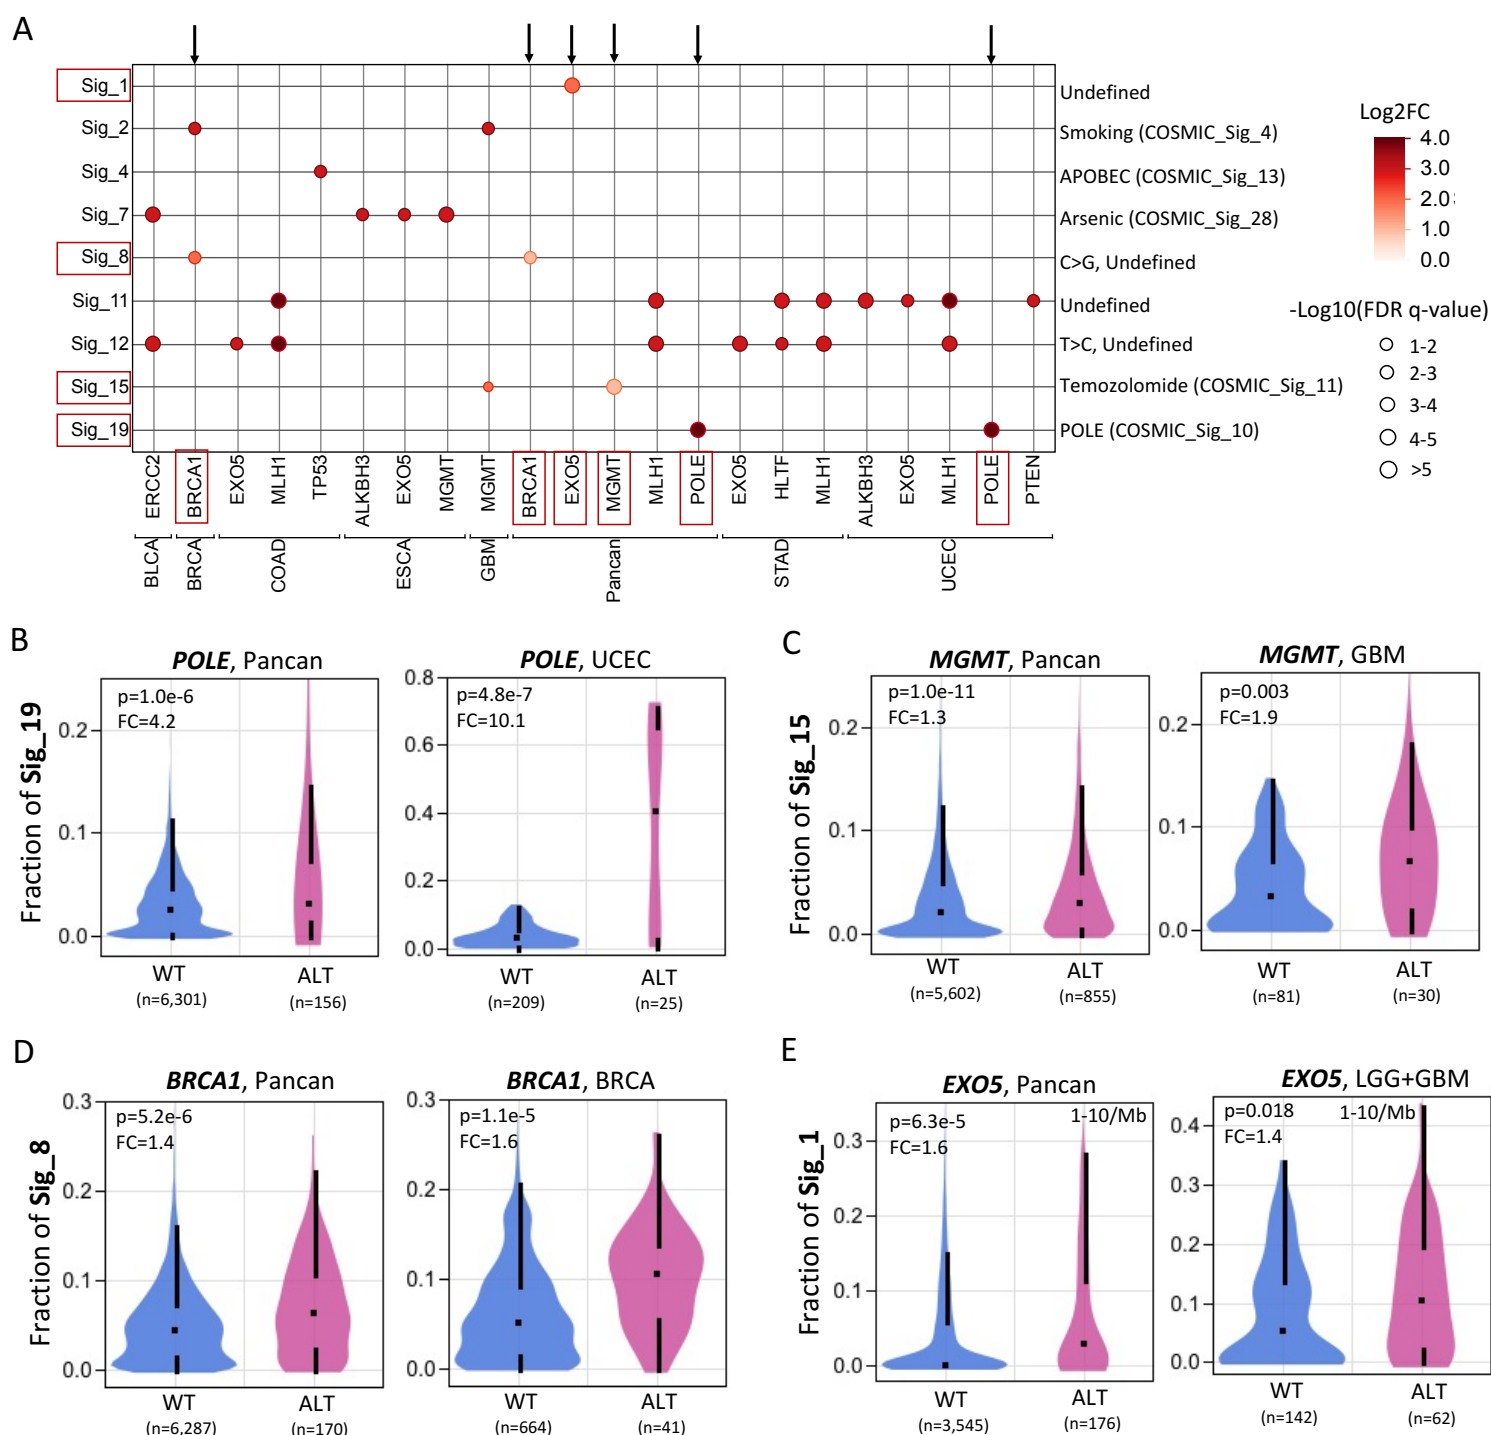 A
Sig_1
Sig_2
Sig_4
Sig_7
Sig_8
Sig_11
Sig_12
Sig_15
Sig_19
Undefined
Smoking (COSMIC_Sig_4)
APOBEC (COSMIC_Sig_13)
Arsenic (COSMIC_Sig_28)
C>G, Undefined
Undefined
T>C, Undefined
Temozolomide (COSMIC_Sig_11)
POLE (COSMIC_Sig_10)
Log2FC
4.0
3.0
2.0
1.0
0.0
-Log10(FDR q-value)
1-2
2-3
3-4
4-5
>5
ERCC2
BRCA1
EXO5
MLH1
TP53
ALKBH3
EXO5
MGMT
MGMT
BRCA1
EXO5
MGMT
MLH1
POLE
EXO5
HLTF
MLH1
ALKBH3
EXO5
MLH1
POLE
PTEN
BLCA
BRCA
COAD
ESCA
GBM
Pancan
STAD
UCEC
B
POLE, Pancan
p=1.0e-6
FC=4.2
Fraction of Sig_19
0.2
0.1
0.0
WT
(n=6,301)
ALT
(n=156)
POLE, UCEC
p=4.8e-7
FC=10.1
0.8
0.6
0.4
0.2
0.0
WT
(n=209)
ALT
(n=25)
C
MGMT, Pancan
p=1.0e-11
FC=1.3
Fraction of Sig_15
0.2
0.1
0.0
WT
(n=5,602)
ALT
(n=855)
MGMT, GBM
p=0.003
FC=1.9
0.2
0.1
0.0
WT
(n=81)
ALT
(n=30)
D
BRCA1, Pancan
p=5.2e-6
FC=1.4
Fraction of Sig_8
0.3
0.2
0.1
0.0
WT
(n=6,287)
ALT
(n=170)
BRCA1, BRCA
p=1.1e-5
FC=1.6
0.3
0.2
0.1
0.0
WT
(n=664)
ALT
(n=41)
E
EXO5, Pancan
p=6.3e-5
FC=1.6
1-10/Mb
Fraction of Sig_1
0.3
0.2
0.1
0.0
WT
(n=3,545)
ALT
(n=176)
EXO5, LGG+GBM
p=0.018
FC=1.4
1-10/Mb
0.4
0.3
0.2
0.1
0.0
WT
(n=142)
ALT
(n=62)